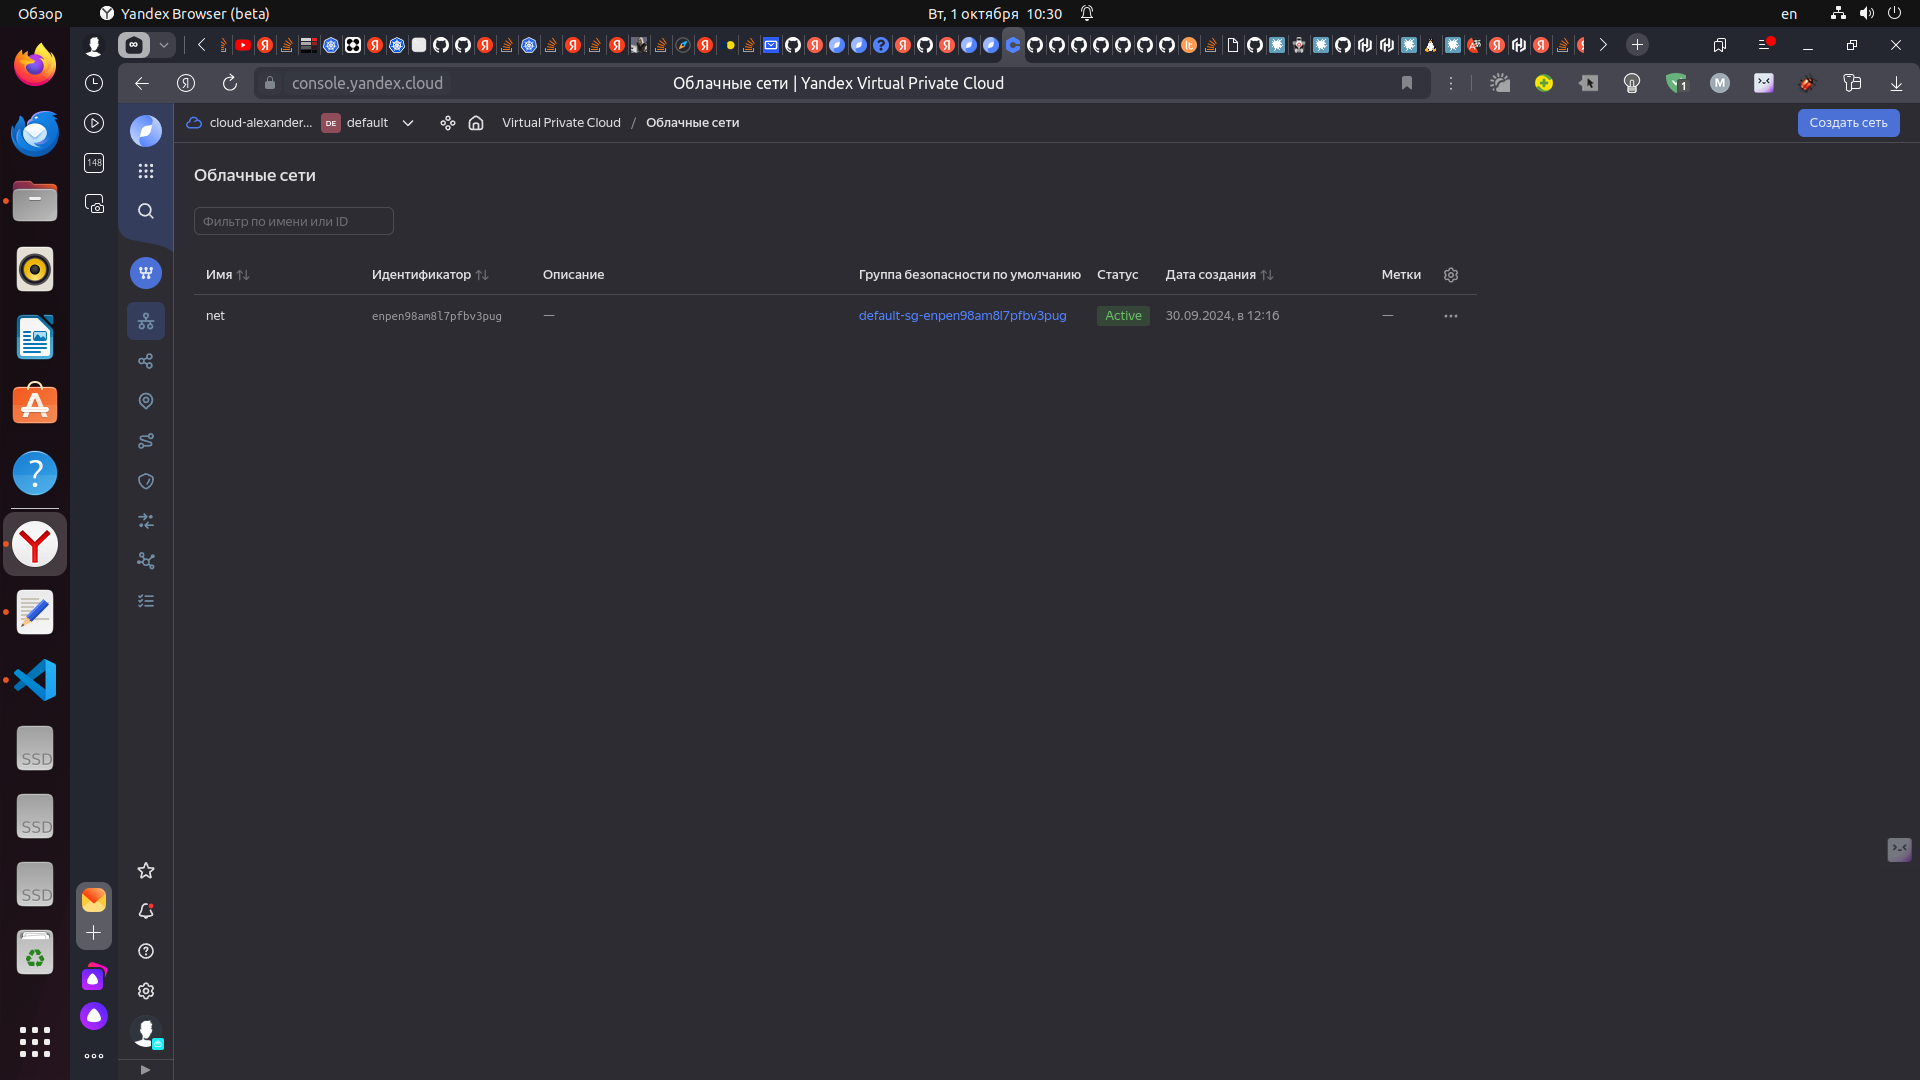 Обзор
Yandex Browser (beta)
Вт, 1 октября 10:30
en
console.yandex.cloud
Облачные сети | Yandex Virtual Private Cloud
1
M
cloud-alexander...
DE
default
Virtual Private Cloud / Облачные сети
Создать сеть
148
Облачные сети
Фильтр по имени или ID
Имя
Идентификатор
Описание
Группа безопасности по умолчанию
Статус
Дата создания
Метки
net
enpen98am8l7pfbv3pug
—
default-sg-enpen98am8l7pfbv3pug
Active
30.09.2024, в 12:16
—
SSD
SSD
SSD